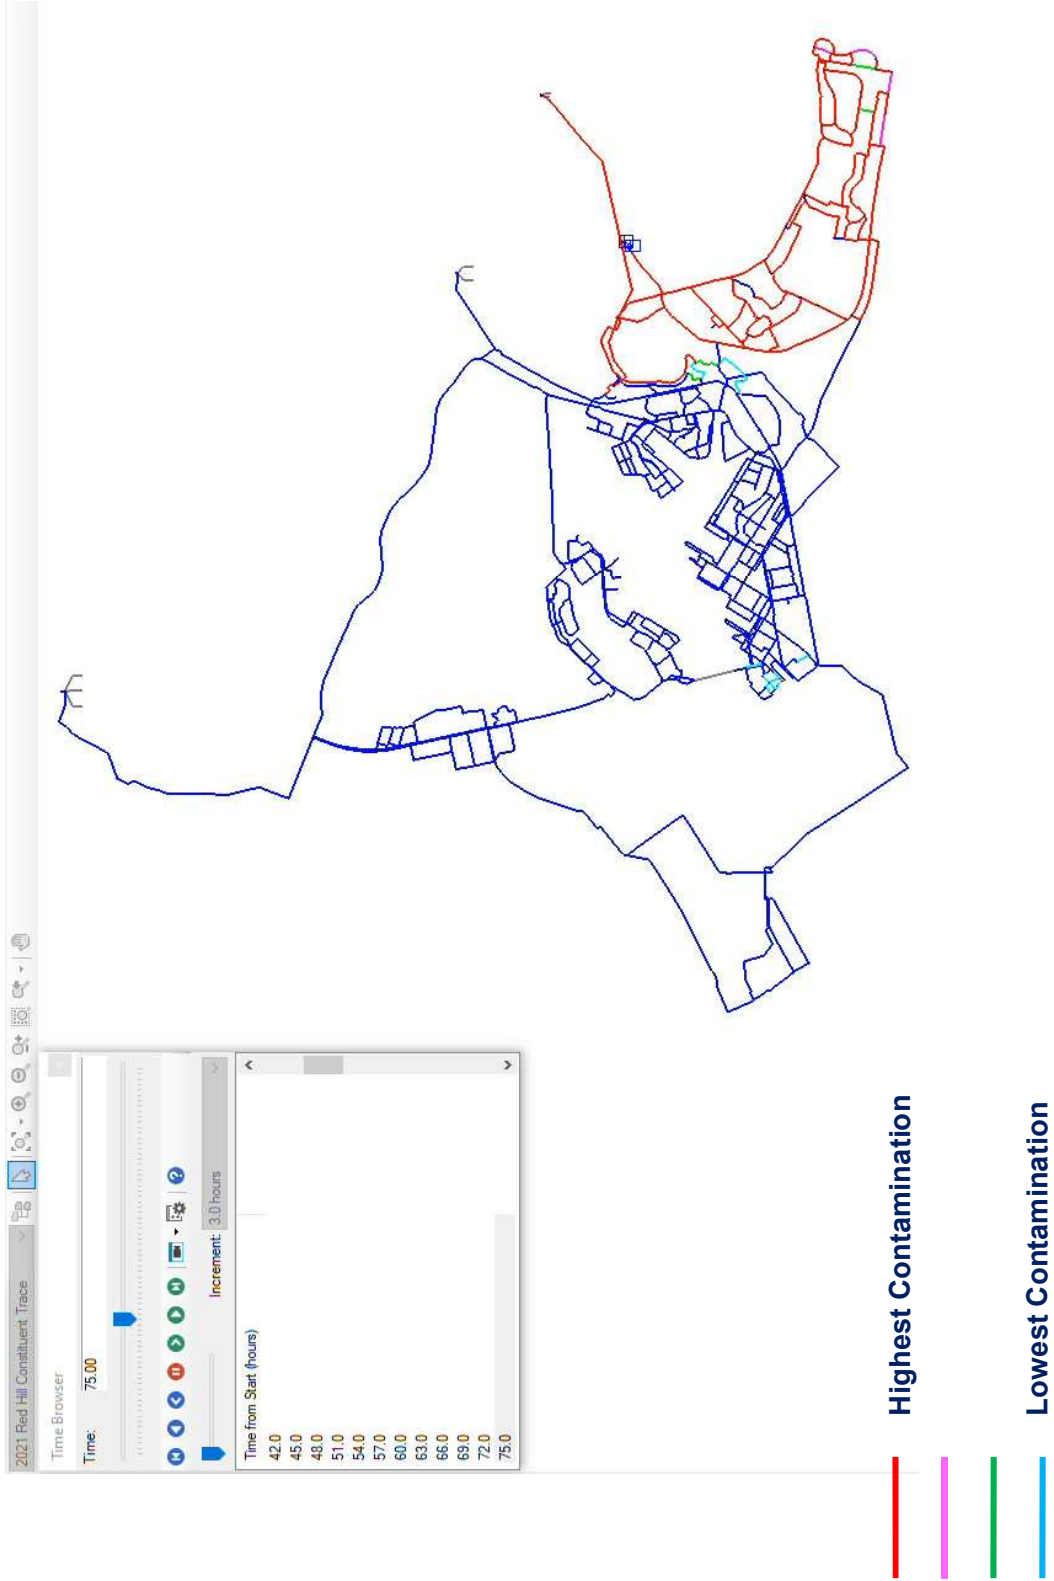 2021 Red Hill Constituent Trace
Time Browser
Time: 75.00
Increment: 3.0 hours
Time from Start (hours)
42.0
45.0
48.0
51.0
54.0
57.0
60.0
63.0
66.0
69.0
72.0
75.0
Highest Contamination
Lowest Contamination